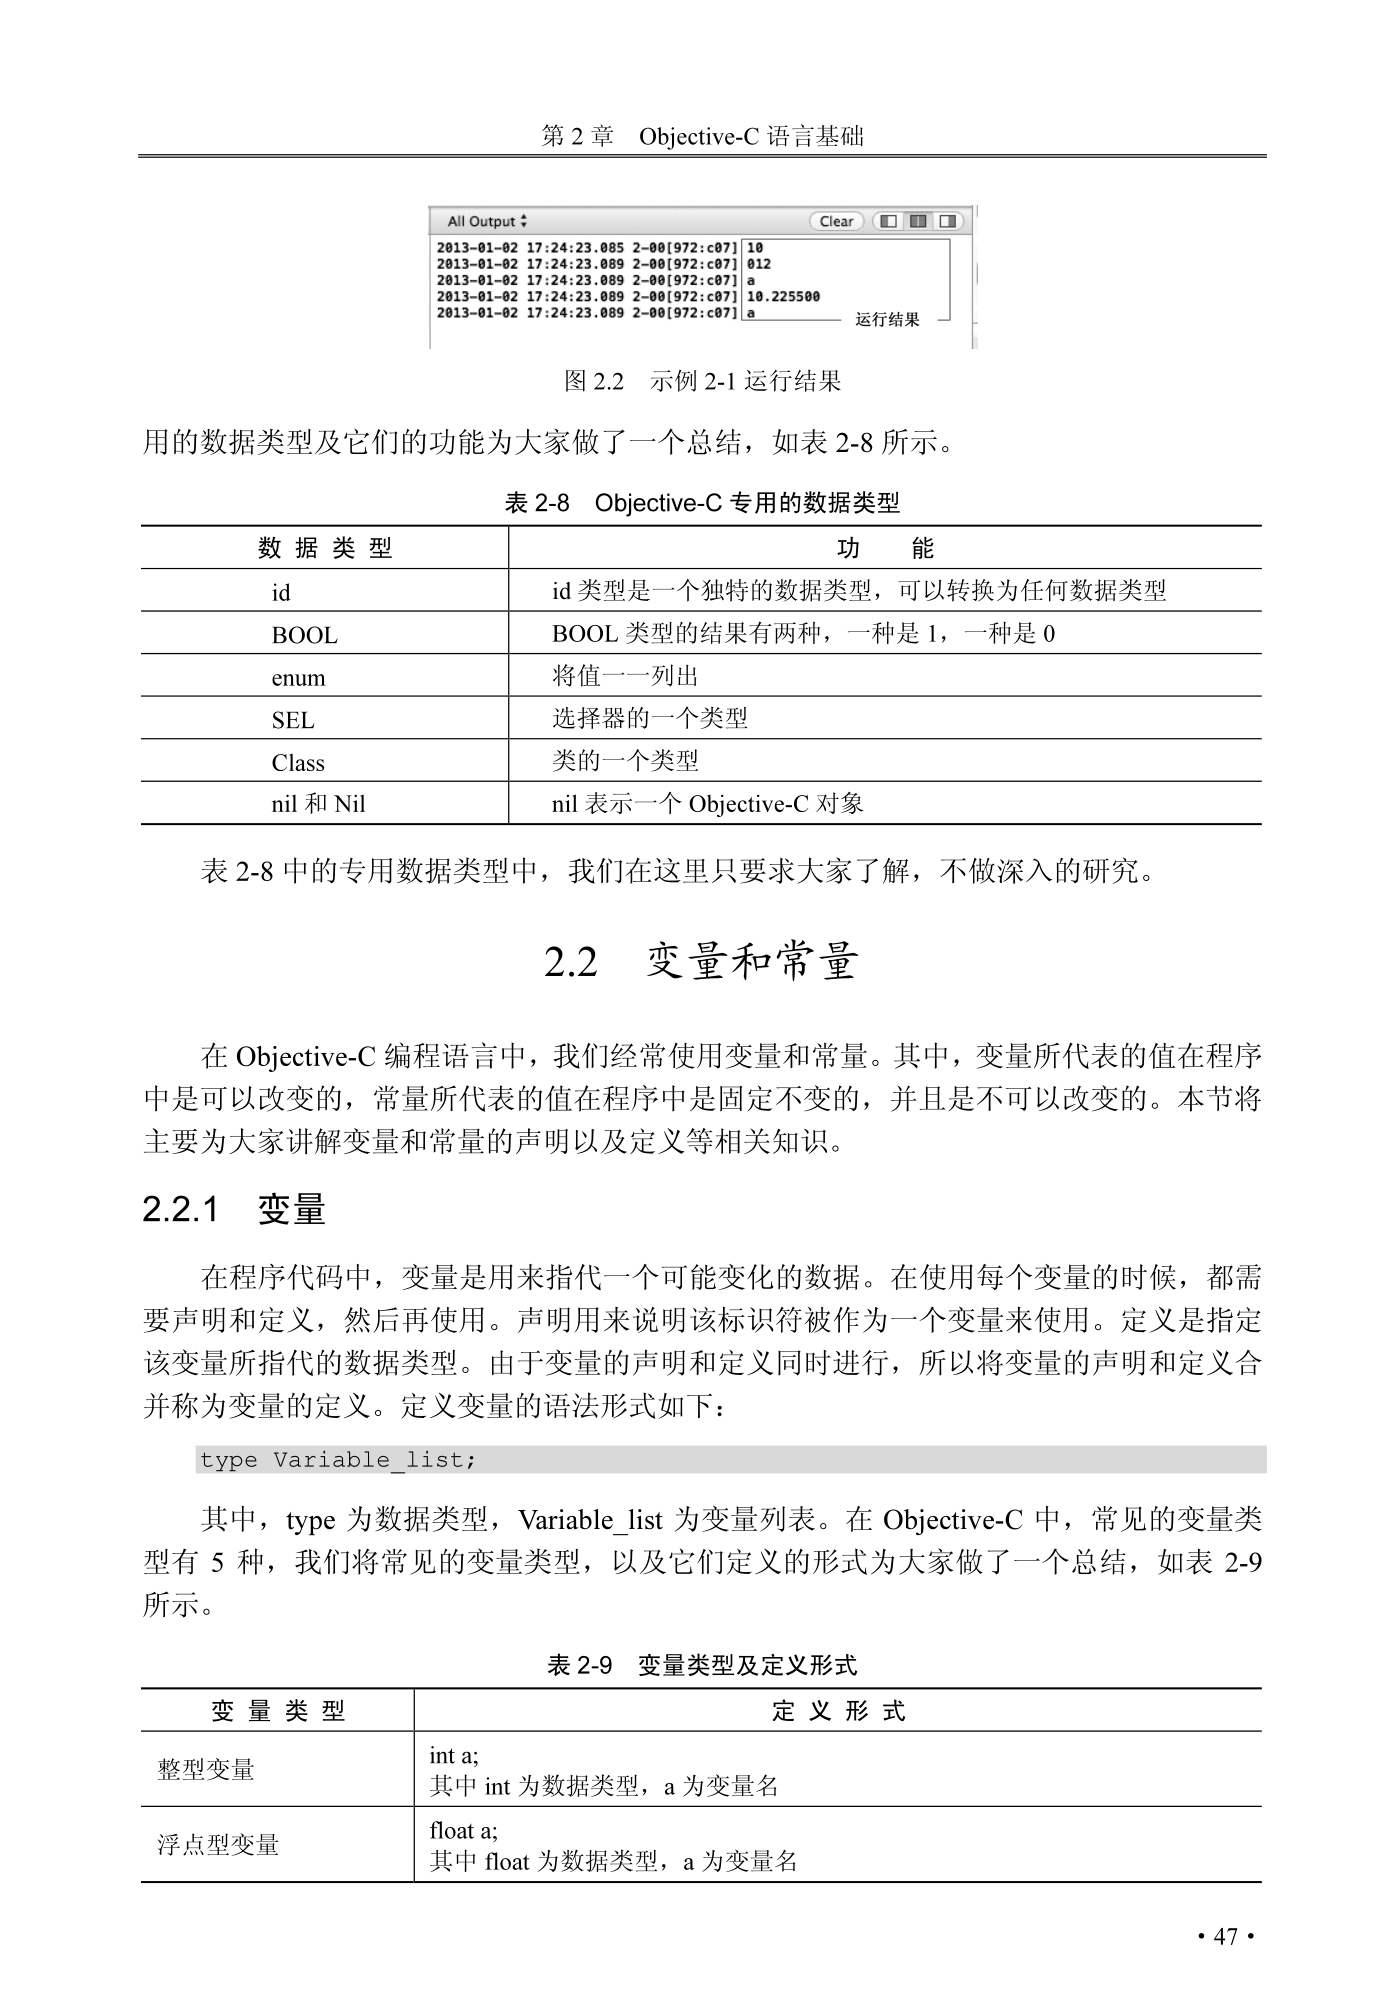 第 2 章 Objective-C 语言基础
All Output Clear
2013-01-02 17:24:23.085 2-00[972:c07] 10
2013-01-02 17:24:23.089 2-00[972:c07] 012
2013-01-02 17:24:23.089 2-00[972:c07] a
2013-01-02 17:24:23.089 2-00[972:c07] 10.225500
2013-01-02 17:24:23.089 2-00[972:c07] a
运行结果
图 2.2 示例 2-1 运行结果
用的数据类型及它们的功能为大家做了一个总结，如表 2-8 所示。
表 2-8 Objective-C 专用的数据类型
数 据 类 型 功 能
id id 类型是一个独特的数据类型，可以转换为任何数据类型
BOOL BOOL 类型的结果有两种，一种是 1，一种是 0
enum 将值一一列出
SEL 选择器的一个类型
Class 类的一个类型
nil 和 Nil nil 表示一个 Objective-C 对象
表 2-8 中的专用数据类型中，我们在这里只要求大家了解，不做深入的研究。
2.2 变量和常量
在 Objective-C 编程语言中，我们经常使用变量和常量。其中，变量所代表的值在程序
中是可以改变的，常量所代表的值在程序中是固定不变的，并且是不可以改变的。本节将
主要为大家讲解变量和常量的声明以及定义等相关知识。
2.2.1 变量
在程序代码中，变量是用来指代一个可能变化的数据。在使用每个变量的时候，都需
要声明和定义，然后再使用。声明用来说明该标识符被作为一个变量来使用。定义是指定
该变量所指代的数据类型。由于变量的声明和定义同时进行，所以将变量的声明和定义合
并称为变量的定义。定义变量的语法形式如下：
type Variable_list;
其中，type 为数据类型，Variable_list 为变量列表。在 Objective-C 中，常见的变量类
型有 5 种，我们将常见的变量类型，以及它们定义的形式为大家做了一个总结，如表 2-9
所示。
表 2-9 变量类型及定义形式
变 量 类 型 定 义 形 式
整型变量
int a;
其中 int 为数据类型，a 为变量名
浮点型变量
float a;
其中 float 为数据类型，a 为变量名
• 47 •